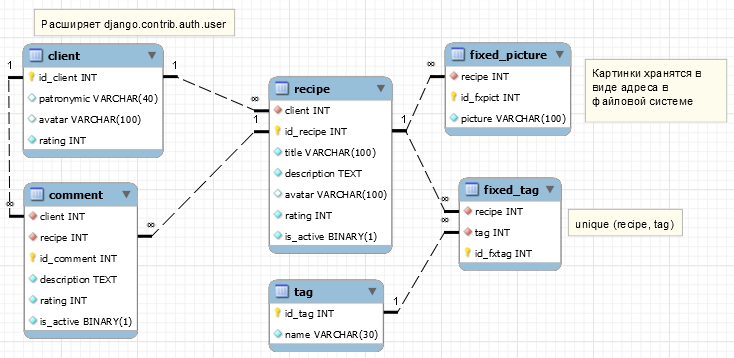 Расширяет django.contrib.auth.user
1
client
id_client INT
patronymic VARCHAR(40)
avatar VARCHAR(100)
rating INT
1
∞
comment
client INT
recipe INT
id_comment INT
description TEXT
rating INT
is_active BINARY(1)
∞
∞
1
recipe
client INT
id_recipe INT
title VARCHAR(100)
description TEXT
avatar VARCHAR(100)
rating INT
is_active BINARY(1)
1
∞
fixed_picture
recipe INT
id_fxpict INT
picture VARCHAR(100)
Картинки хранятся в
виде адреса в
файловой системе
∞
∞
fixed_tag
recipe INT
tag INT
id_fxtag INT
unique (recipe, tag)
tag
id_tag INT
name VARCHAR(30)
1